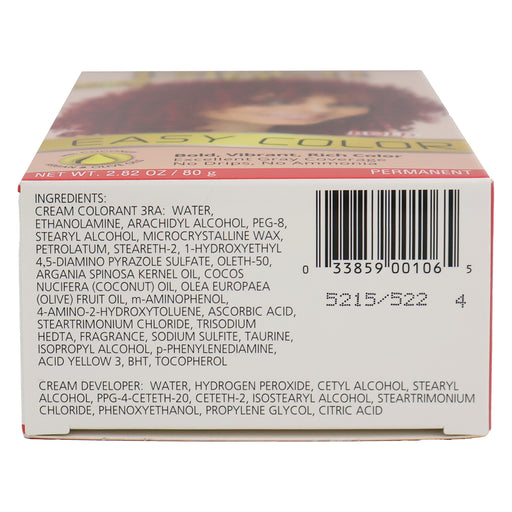 EASY COLOR
Bold, Vibrant, Rich Color
Excellent Gray Coverage
No Drips, No Ammonia
NET WT. 2.82 OZ / 80 g
PERMANENT
INGREDIENTS:
CREAM COLORANT 3RA: WATER,
ETHANOLAMINE, ARACHIDYL ALCOHOL, PEG-8,
STEARYL ALCOHOL, MICROCRYSTALLINE WAX,
PETROLATUM, STEARETH-2, 1-HYDROXYETHYL
4,5-DIAMINO PYRAZOLE SULFATE, OLETH-50,
ARGANIA SPINOSA KERNEL OIL, COCOS
NUCIFERA (COCONUT) OIL, OLEA EUROPAEA
(OLIVE) FRUIT OIL, m-AMINOPHENOL,
4-AMINO-2-HYDROXYTOLUENE, ASCORBIC ACID,
STEARTRIMONIUM CHLORIDE, TRISODIUM
HEDTA, FRAGRANCE, SODIUM SULFITE, TAURINE,
ISOPROPYL ALCOHOL, p-PHENYLENEDIAMINE,
ACID YELLOW 3, BHT, TOCOPHEROL
CREAM DEVELOPER: WATER, HYDROGEN PEROXIDE, CETYL ALCOHOL, STEARYL
ALCOHOL, PPG-4-CETETH-20, CETETH-2, ISOSTEARYL ALCOHOL, STEARTRIMONIUM
CHLORIDE, PHENOXYETHANOL, PROPYLENE GLYCOL, CITRIC ACID
0 33859 00106 5
5215/522 4